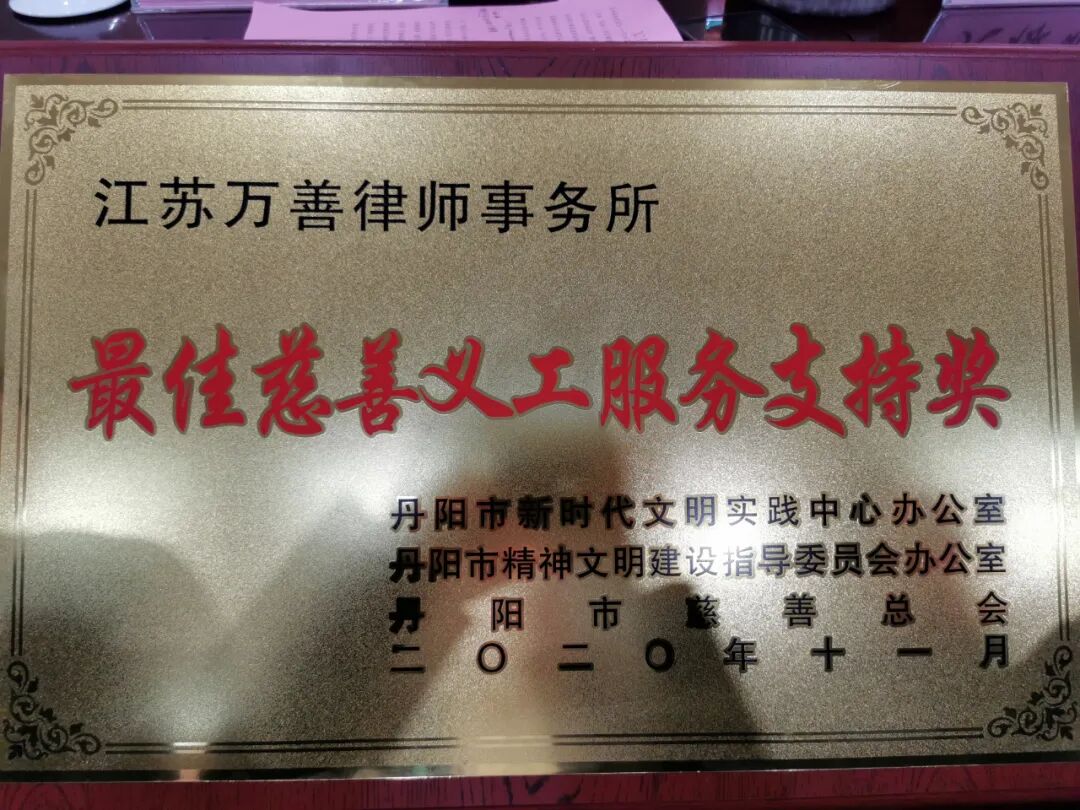 江苏万善律师事务所
最佳慈善义工服务支持奖
丹阳市新时代文明实践中心办公室
丹阳市精神文明建设指导委员会办公室
丹阳市慈善总会
二〇二〇年十一月